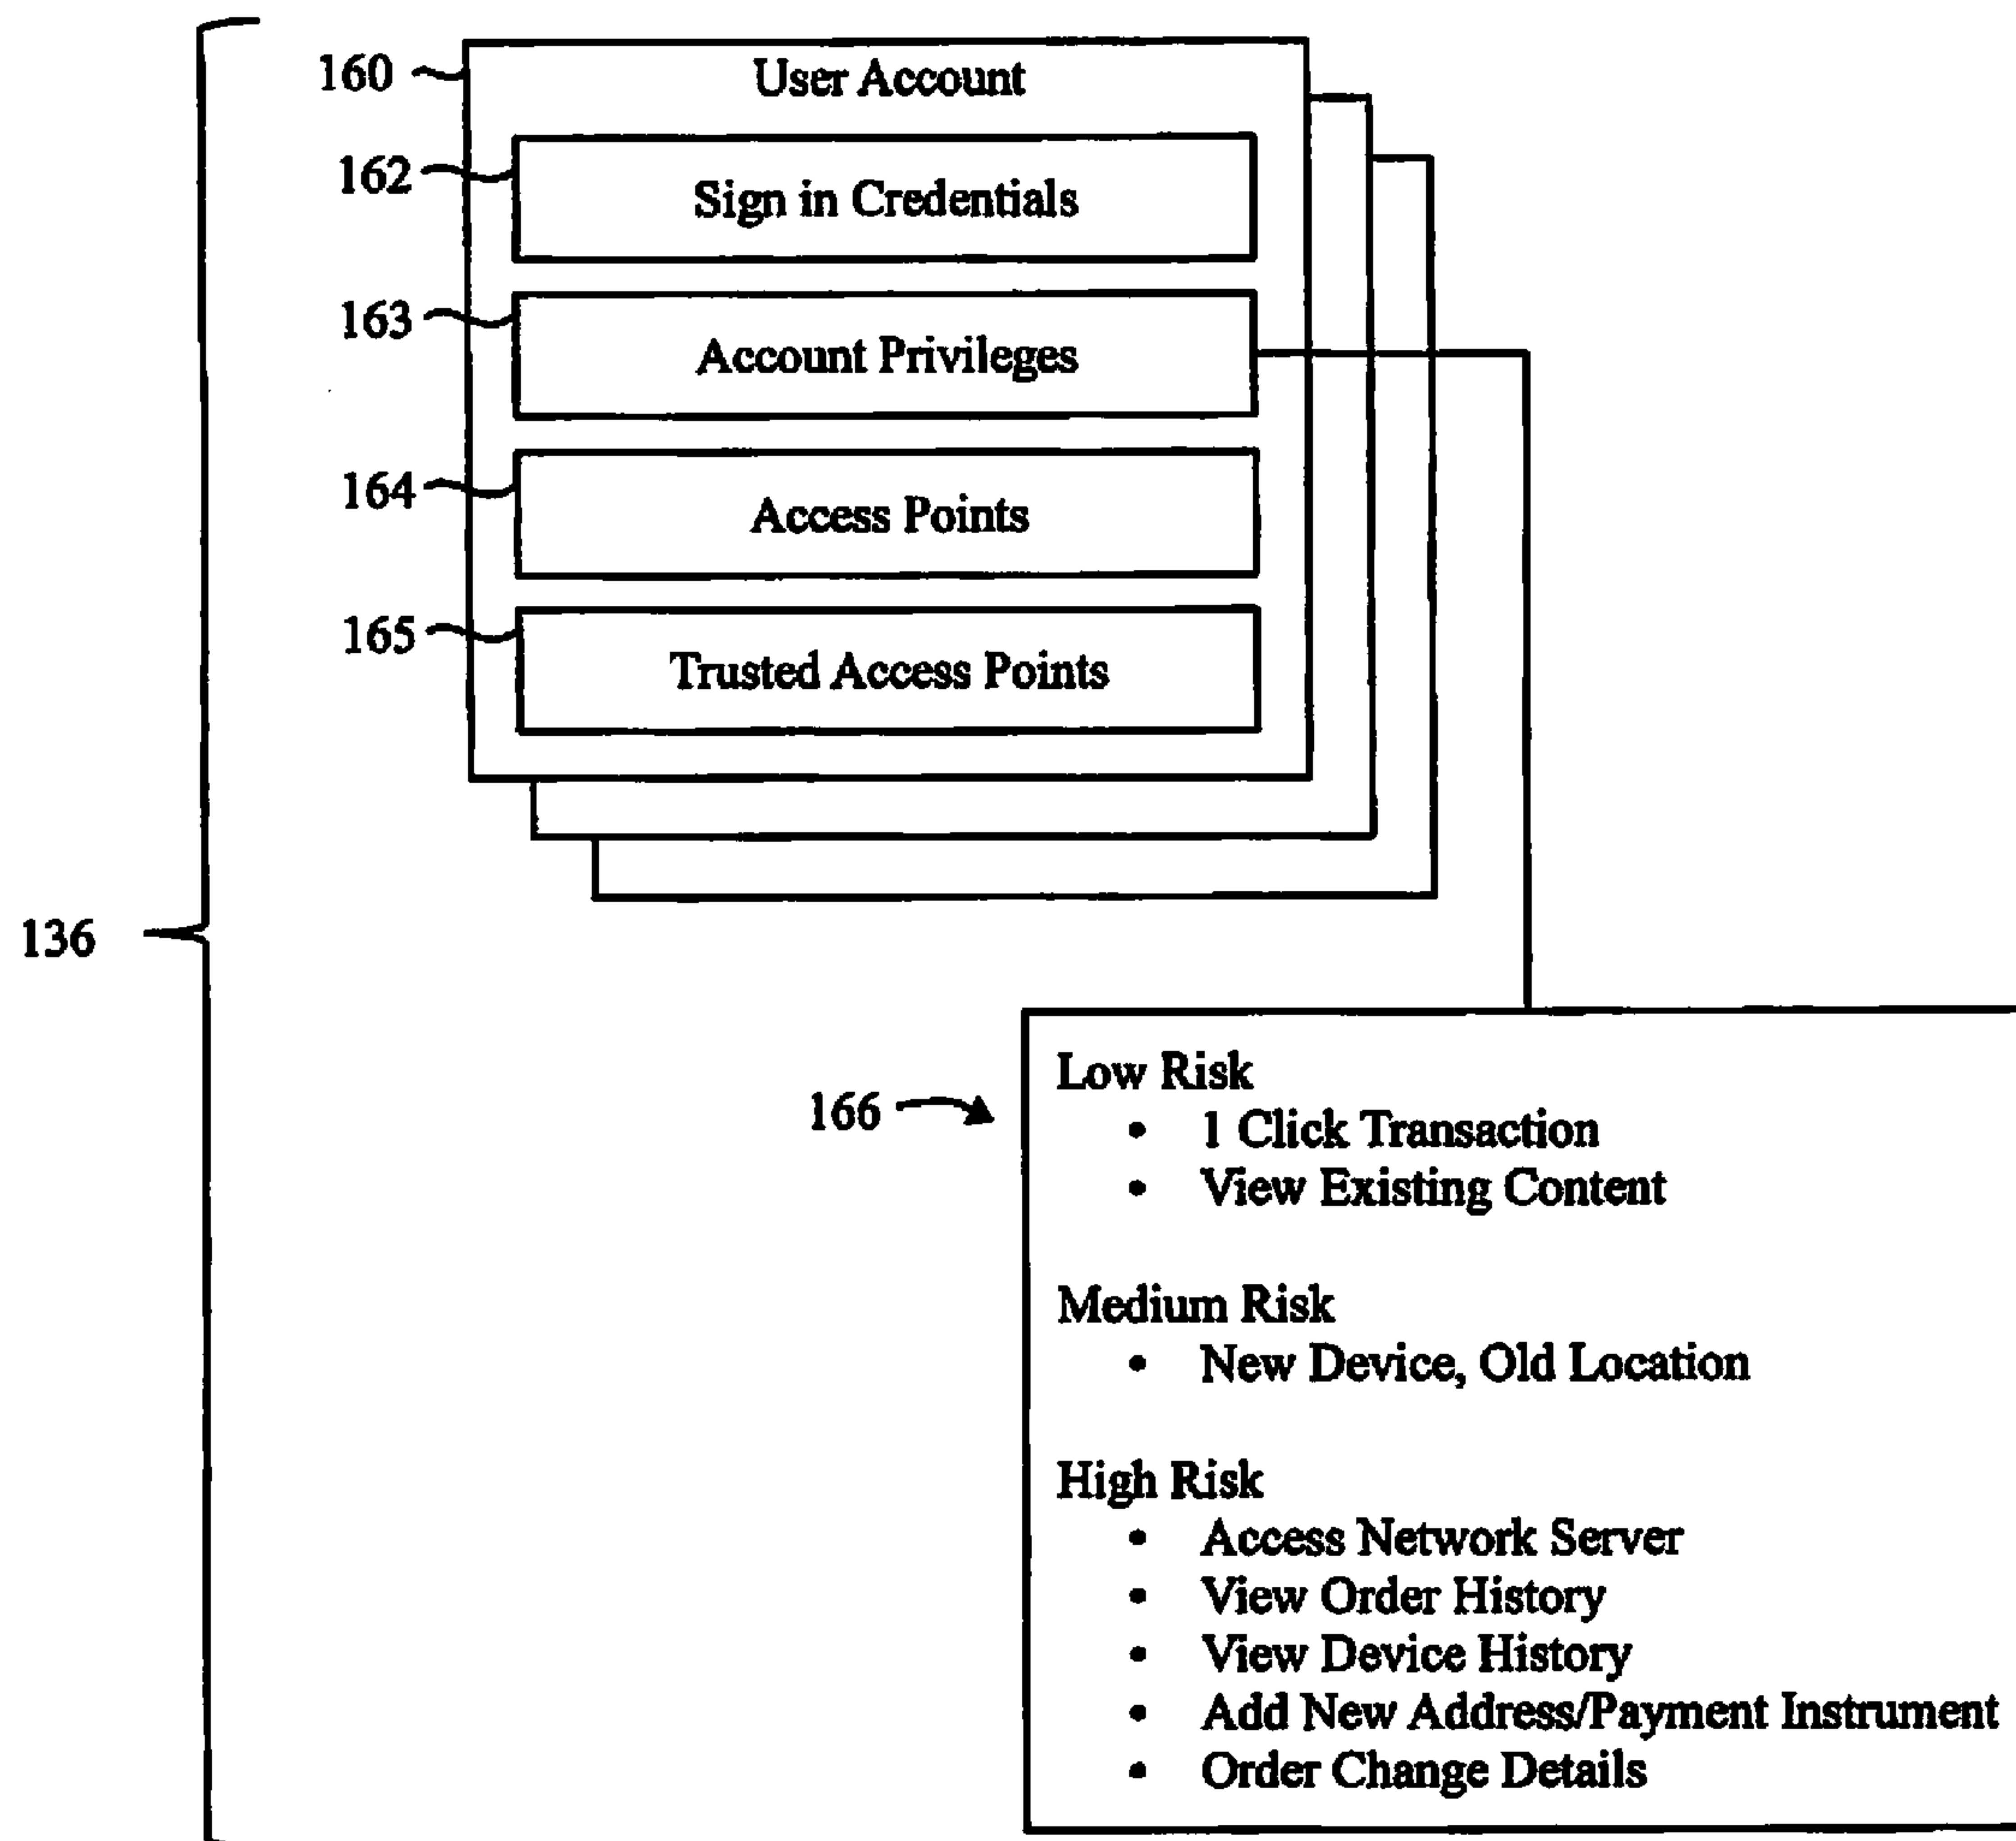 160
User Account
162
Sign in Credentials
163
Account Privileges
164
Access Points
165
Trusted Access Points
136
166
Low Risk
• 1 Click Transaction
• View Existing Content
Medium Risk
• New Device, Old Location
High Risk
• Access Network Server
• View Order History
• View Device History
• Add New Address/Payment Instrument
• Order Change Details